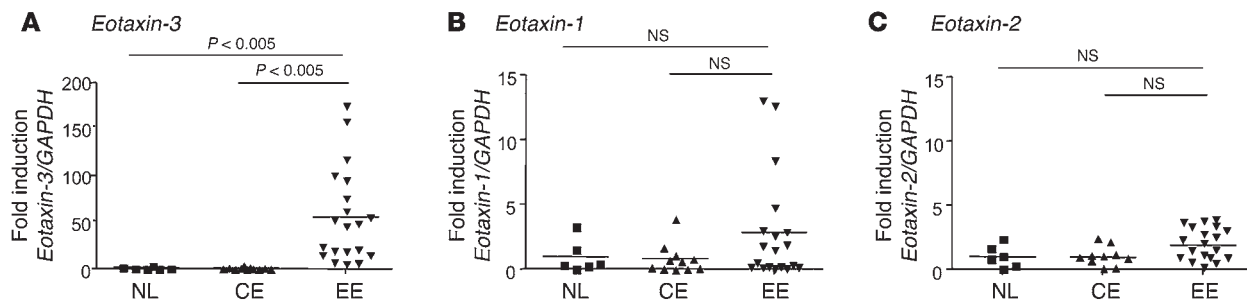 A Eotaxin-3
P < 0.005
P < 0.005
Fold induction
Eotaxin-3/GAPDH
200
150
100
50
0
NL CE EE
B Eotaxin-1
NS
NS
Fold induction
Eotaxin-1/GAPDH
15
10
5
0
NL CE EE
C Eotaxin-2
NS
NS
Fold induction
Eotaxin-2/GAPDH
15
10
5
0
NL CE EE